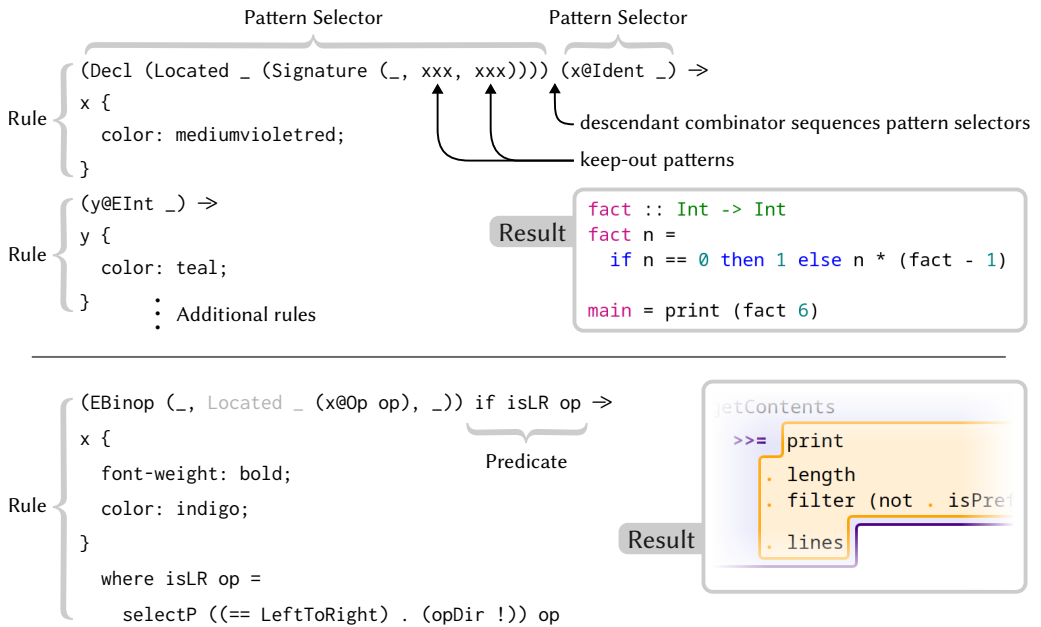 Pattern Selector Pattern Selector
(Decl (Located _ (Signature (_, xxx, xxx)))) (x@Ident _) ->
Rule
x {
color: mediumvioletred;
}
descendant combinator sequences pattern selectors
keep-out patterns
Rule
(y@EInt _) ->
y {
color: teal;
}
Additional rules
Result
fact :: Int -> Int
fact n =
if n == 0 then 1 else n * (fact - 1)
main = print (fact 6)
Rule
(EBinop (_, Located _ (x@Op op), _)) if isLR op ->
Predicate
x {
font-weight: bold;
color: indigo;
}
where isLR op =
selectP ((== LeftToRight) . (opDir !)) op
Result
getContents
>>= print
. length
. filter (not . isPref
. lines